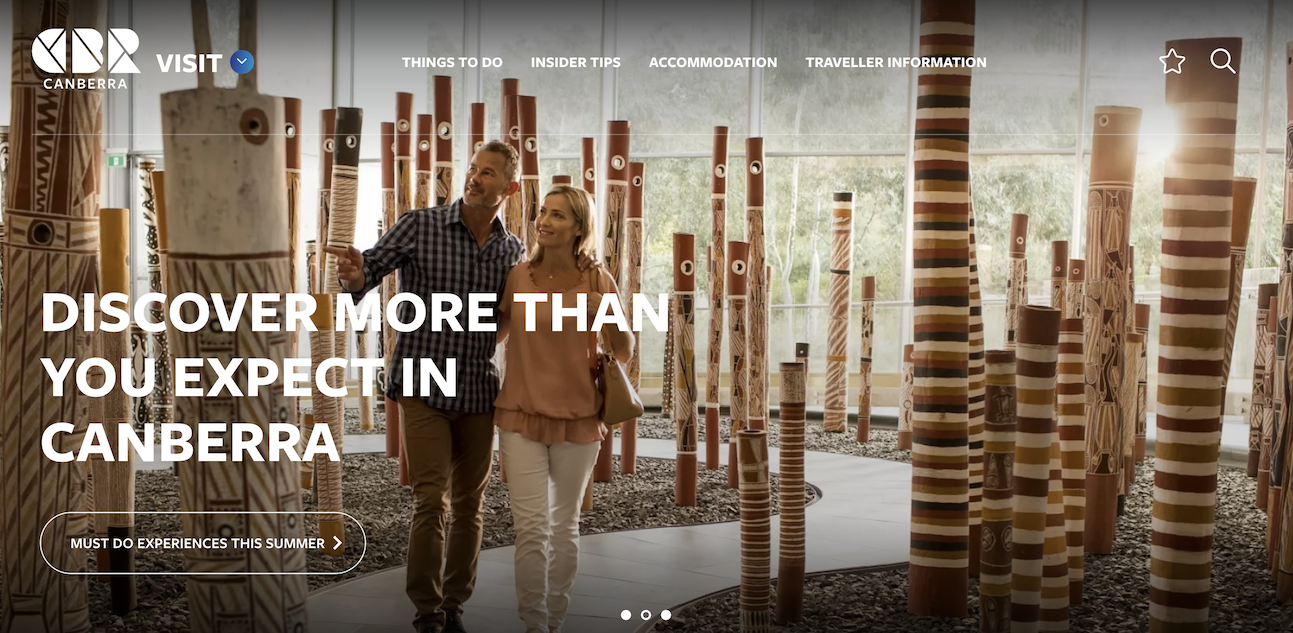 CBR
CANBERRA
VISIT
THINGS TO DO
INSIDER TIPS
ACCOMMODATION
TRAVELLER INFORMATION
DISCOVER MORE THAN
YOU EXPECT IN
CANBERRA
MUST DO EXPERIENCES THIS SUMMER